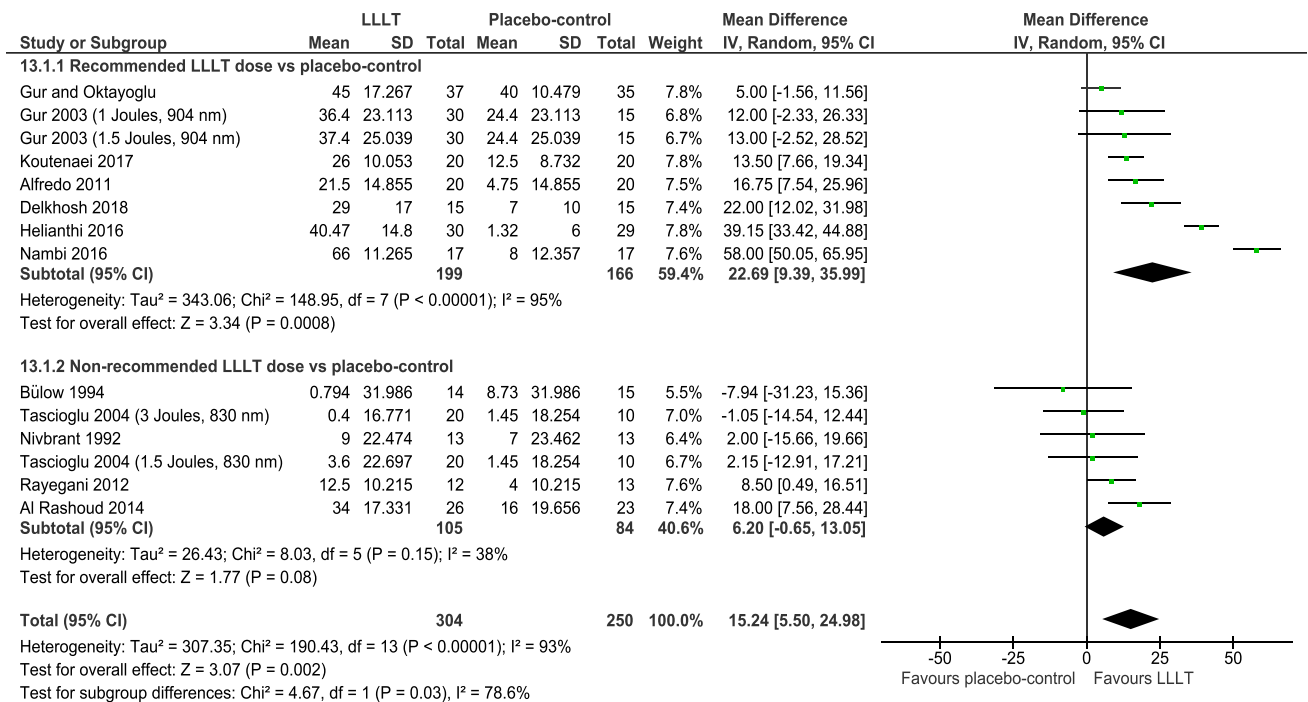 LLLT Placebo-control Mean Difference Mean Difference
Study or Subgroup Mean SD Total Mean SD Total Weight IV, Random, 95% CI IV, Random, 95% CI
13.1.1 Recommended LLLT dose vs placebo-control
Gur and Oktayoglu 45 17.267 37 40 10.479 35 7.8% 5.00 [-1.56, 11.56]
Gur 2003 (1 Joules, 904 nm) 36.4 23.113 30 24.4 23.113 15 6.8% 12.00 [-2.33, 26.33]
Gur 2003 (1.5 Joules, 904 nm) 37.4 25.039 30 24.4 25.039 15 6.7% 13.00 [-2.52, 28.52]
Koutenaei 2017 26 10.053 20 12.5 8.732 20 7.8% 13.50 [7.66, 19.34]
Alfredo 2011 21.5 14.855 20 4.75 14.855 20 7.5% 16.75 [7.54, 25.96]
Delkhosh 2018 29 17 15 7 10 15 7.4% 22.00 [12.02, 31.98]
Helianthi 2016 40.47 14.8 30 1.32 6 29 7.8% 39.15 [33.42, 44.88]
Nambi 2016 66 11.265 17 8 12.357 17 7.6% 58.00 [50.05, 65.95]
Subtotal (95% CI) 199 166 59.4% 22.69 [9.39, 35.99]
Heterogeneity: Tau² = 343.06; Chi² = 148.95, df = 7 (P < 0.00001); I² = 95%
Test for overall effect: Z = 3.34 (P = 0.0008)
13.1.2 Non-recommended LLLT dose vs placebo-control
Bülow 1994 0.794 31.986 14 8.73 31.986 15 5.5% -7.94 [-31.23, 15.36]
Tascioglu 2004 (3 Joules, 830 nm) 0.4 16.771 20 1.45 18.254 10 7.0% -1.05 [-14.54, 12.44]
Nivbrant 1992 9 22.474 13 7 23.462 13 6.4% 2.00 [-15.66, 19.66]
Tascioglu 2004 (1.5 Joules, 830 nm) 3.6 22.697 20 1.45 18.254 10 6.7% 2.15 [-12.91, 17.21]
Rayegani 2012 12.5 10.215 12 4 10.215 13 7.6% 8.50 [0.49, 16.51]
Al Rashoud 2014 34 17.331 26 16 19.656 23 7.4% 18.00 [7.56, 28.44]
Subtotal (95% CI) 105 84 40.6% 6.20 [-0.65, 13.05]
Heterogeneity: Tau² = 26.43; Chi² = 8.03, df = 5 (P = 0.15); I² = 38%
Test for overall effect: Z = 1.77 (P = 0.08)
Total (95% CI) 304 250 100.0% 15.24 [5.50, 24.98]
Heterogeneity: Tau² = 307.35; Chi² = 190.43, df = 13 (P < 0.00001); I² = 93%
Test for overall effect: Z = 3.07 (P = 0.002)
Test for subgroup differences: Chi² = 4.67, df = 1 (P = 0.03), I² = 78.6%
-50 -25 0 25 50
Favours placebo-control Favours LLLT